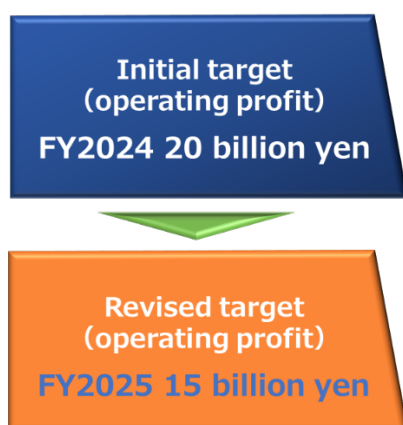 Initial target
（operating profit）
FY2024 20 billion yen
Revised target
（operating profit）
FY2025 15 billion yen